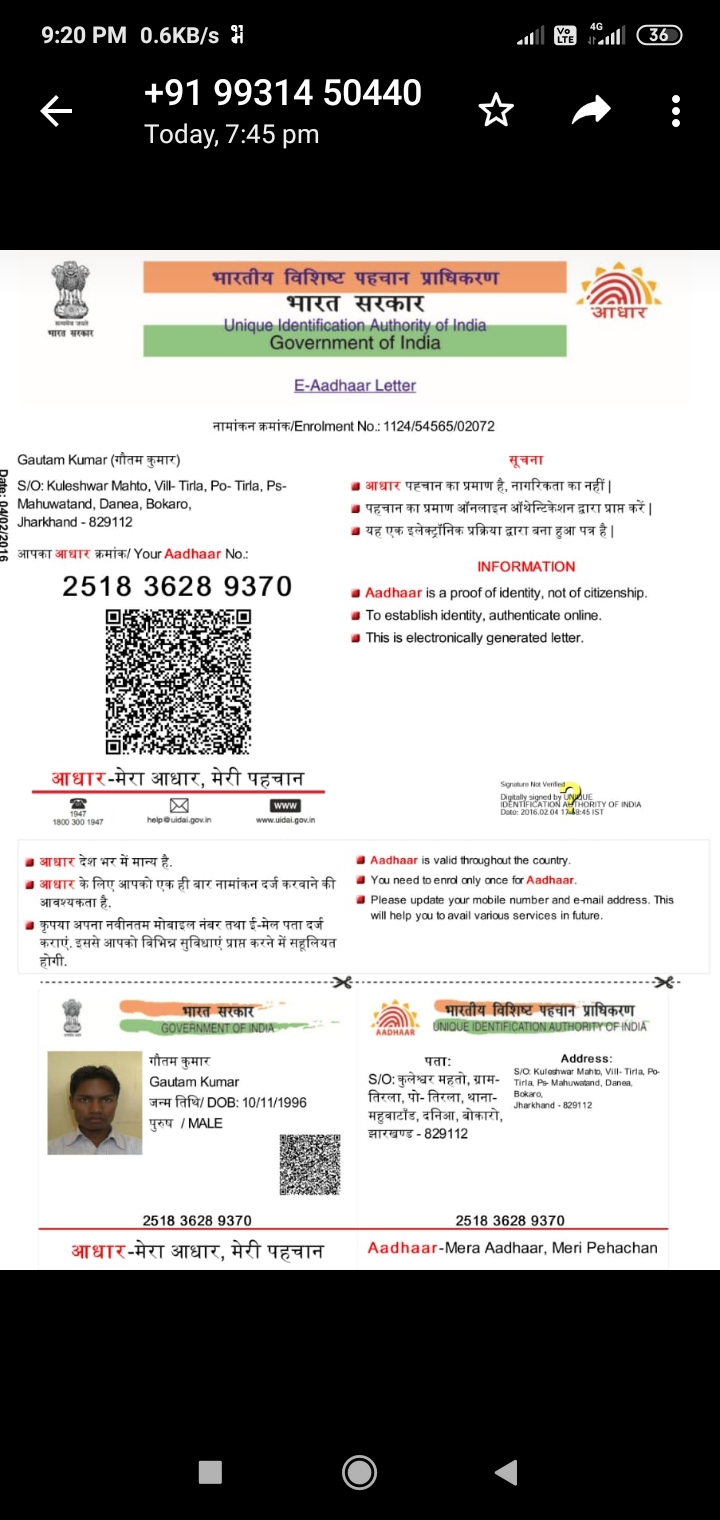 9:20 PM 0.6KB/s
Vo LTE 4G 36
+91 99314 50440
Today, 7:45 pm
सत्यमेव जयते
भारत सरकार
भारतीय विशिष्ट पहचान प्राधिकरण
भारत सरकार
Unique Identification Authority of India
Government of India
आधार
E-Aadhaar Letter
नामांकन क्रमांक/Enrolment No.: 1124/54565/02072
Date: 04/02/2016
Gautam Kumar (गौतम कुमार)
S/O: Kuleshwar Mahto, Vill- Tirla, Po- Tirla, Ps-
Mahuwatand, Danea, Bokaro,
Jharkhand - 829112
आपका आधार क्रमांक/ Your Aadhaar No.:
2518 3628 9370
आधार-मेरा आधार, मेरी पहचान
1947
1800 300 1947
help@uidai.gov.in
www
www.uidai.gov.in
सूचना
आधार पहचान का प्रमाण है, नागरिकता का नहीं |
पहचान का प्रमाण ऑनलाइन ऑथेन्टिकेशन द्वारा प्राप्त करें |
यह एक इलेक्ट्रॉनिक प्रक्रिया द्वारा बना हुआ पत्र है |
INFORMATION
Aadhaar is a proof of identity, not of citizenship.
To establish identity, authenticate online.
This is electronically generated letter.
Signature Not Verified
Digitally signed by UNIQUE
IDENTIFICATION AUTHORITY OF INDIA
Date: 2016.02.04 IST
आधार देश भर में मान्य है.
आधार के लिए आपको एक ही बार नामांकन दर्ज करवाने की
आवश्यकता है.
कृपया अपना नवीनतम मोबाइल नंबर तथा ई-मेल पता दर्ज
कराएं. इससे आपको विभिन्न सुविधाएं प्राप्त करने में सहूलियत
होगी.
Aadhaar is valid throughout the country.
You need to enrol only once for Aadhaar.
Please update your mobile number and e-mail address. This
will help you to avail various services in future.
भारत सरकार
GOVERNMENT OF INDIA
गौतम कुमार
Gautam Kumar
जन्म तिथि/ DOB: 10/11/1996
पुरुष / MALE
2518 3628 9370
आधार-मेरा आधार, मेरी पहचान
AADHAAR
भारतीय विशिष्ट पहचान प्राधिकरण
UNIQUE IDENTIFICATION AUTHORITY OF INDIA
पता:
S/O: कुलेश्वर महतो, ग्राम-
तिरला, पो- तिरला, थाना-
महुवाटाँड, दनिआ, बोकारो,
झारखण्ड - 829112
Address:
S/O: Kuleshwar Mahto, Vill- Tirla, Po-
Tirla, Ps- Mahuwatand, Danea,
Bokaro,
Jharkhand - 829112
2518 3628 9370
Aadhaar-Mera Aadhaar, Meri Pehachan